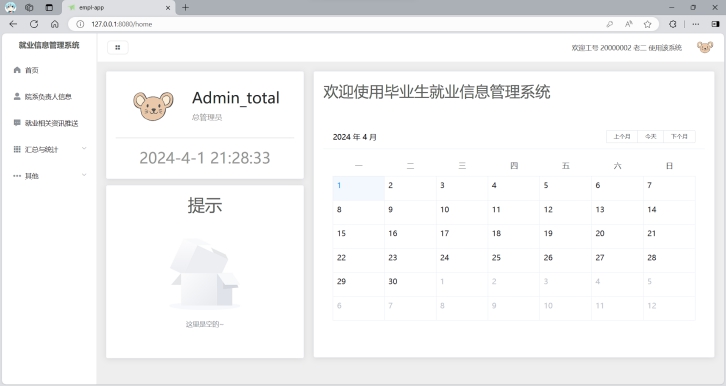 empl-app
127.0.0.1:8080/home
就业信息管理系统
首页
院系负责人信息
就业相关资讯推送
汇总与统计
其他
欢迎工号 20000002 老二 使用该系统
Admin_total
总管理员
2024-4-1 21:28:33
提示
这里是空的~
欢迎使用毕业生就业信息管理系统
2024 年 4 月
上个月 今天 下个月
一 二 三 四 五 六 日
1 2 3 4 5 6 7
8 9 10 11 12 13 14
15 16 17 18 19 20 21
22 23 24 25 26 27 28
29 30 1 2 3 4 5
6 7 8 9 10 11 12